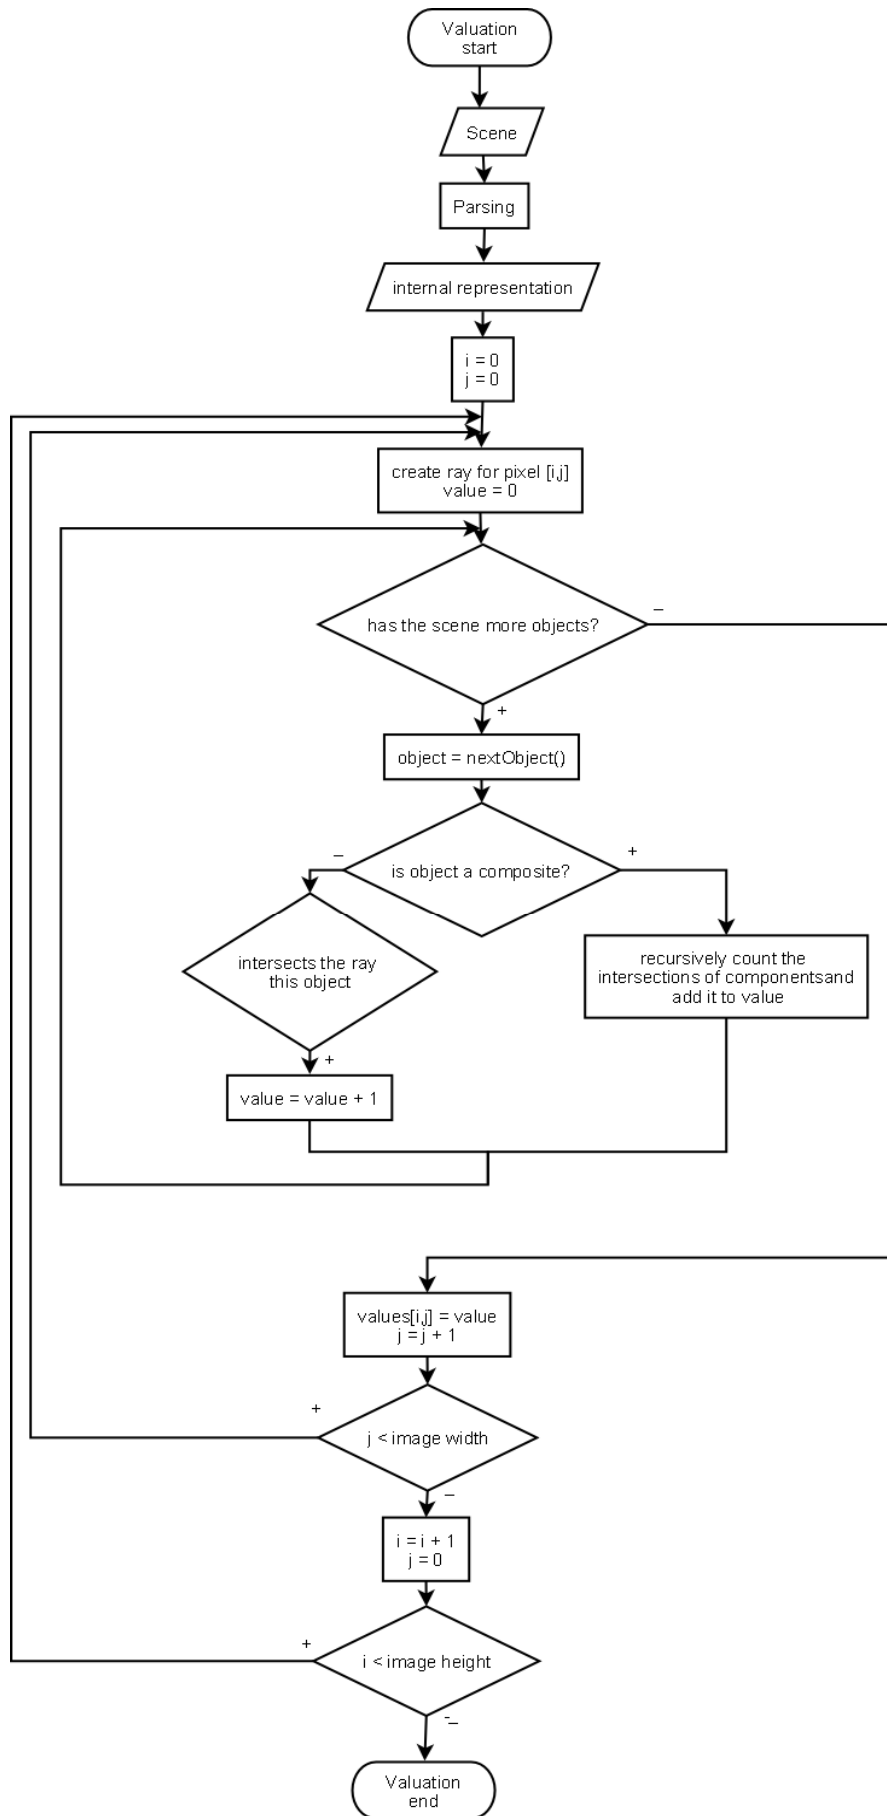 Valuation
start
Scene
Parsing
internal representation
i = 0
j = 0
create ray for pixel [i,j]
value = 0
has the scene more objects?
–
+
object = nextObject()
is object a composite?
–
+
intersects the ray
this object
recursively count the
intersections of componentsand
add it to value
+
value = value + 1
values[i,j] = value
j = j + 1
+
j < image width
–
i = i + 1
j = 0
+
i < image height
-–
Valuation
end